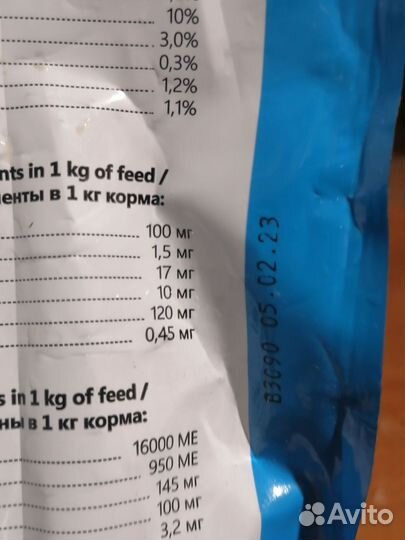 10%
3,0%
0,3%
1,2%
1,1%
nts in 1 kg of feed /
менты в 1 кг корма:
100 мг
1,5 мг
17 мг
10 мг
120 мг
0,45 мг
s in 1 kg of feed /
ны в 1 кг корма:
16000 МЕ
950 МЕ
145 мг
100 мг
3,2 мг
B3090 05.02.23
Avito